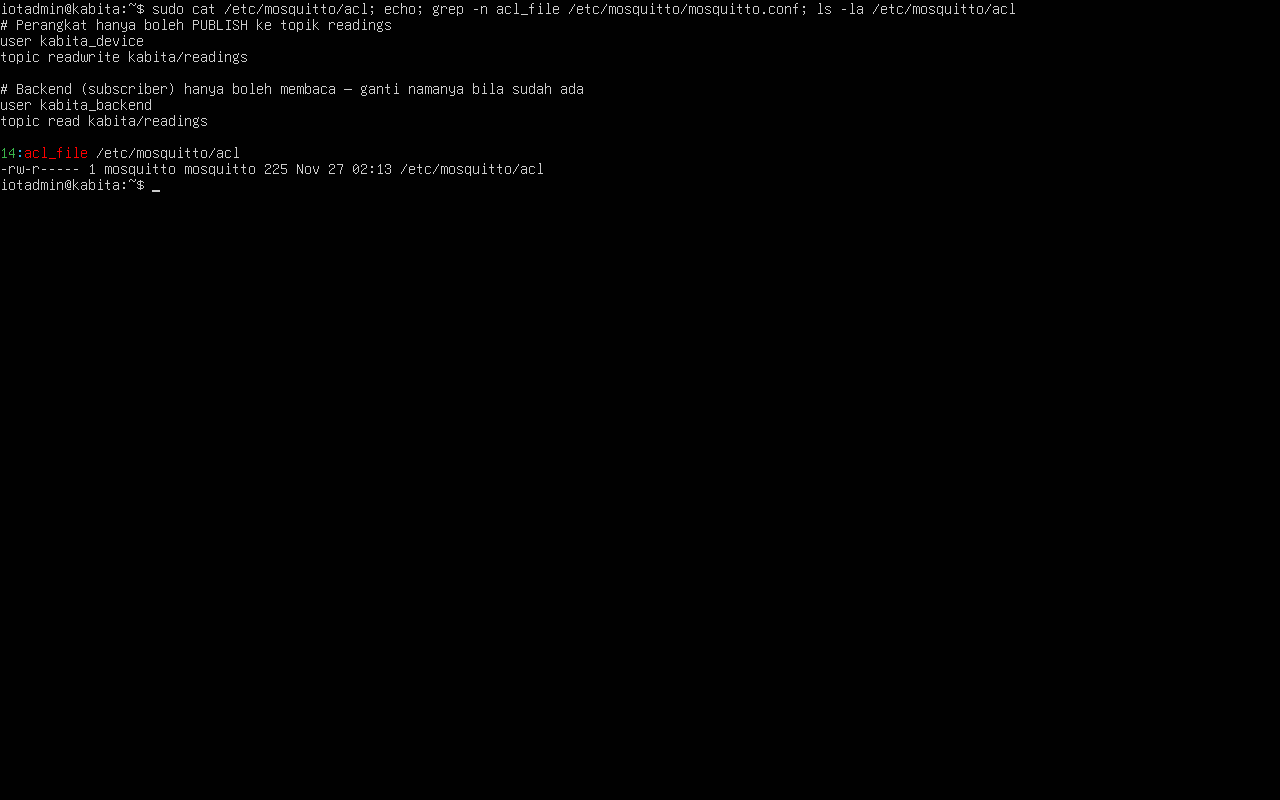 iotadmin@kabita:~$ sudo cat /etc/mosquitto/acl; echo; grep -n acl_file /etc/mosquitto/mosquitto.conf; ls -la /etc/mosquitto/acl
# Perangkat hanya boleh PUBLISH ke topik readings
user kabita_device
topic readwrite kabita/readings
# Backend (subscriber) hanya boleh membaca — ganti namanya bila sudah ada
user kabita_backend
topic read kabita/readings
14:acl_file /etc/mosquitto/acl
-rw-r----- 1 mosquitto mosquitto 225 Nov 27 02:13 /etc/mosquitto/acl
iotadmin@kabita:~$ _